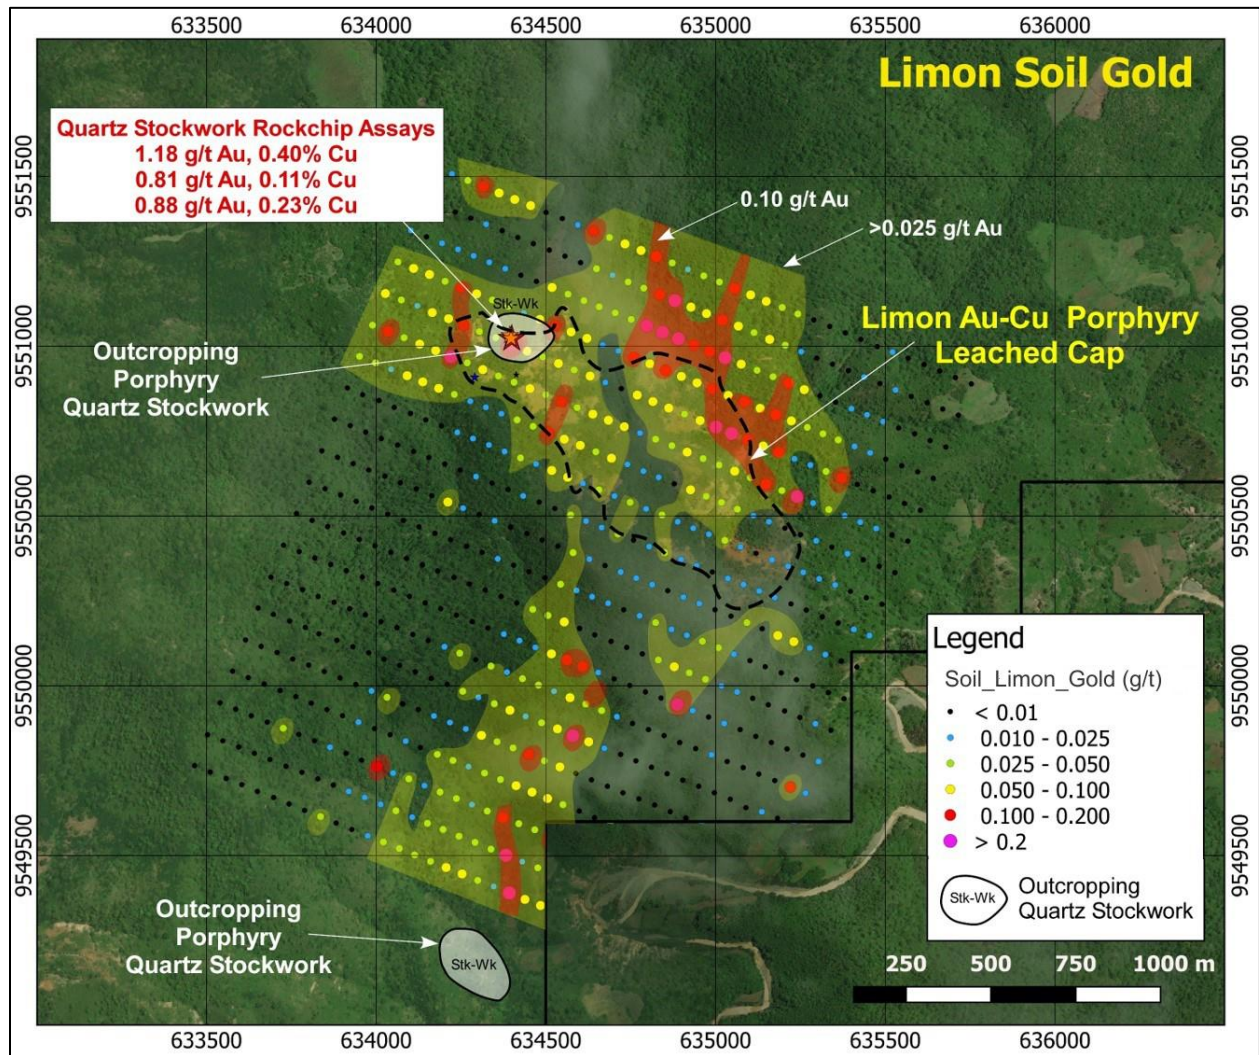 633500 634000 634500 635000 635500 636000
Limon Soil Gold
Quartz Stockwork Rockchip Assays
1.18 g/t Au, 0.40% Cu
0.81 g/t Au, 0.11% Cu
0.88 g/t Au, 0.23% Cu
0.10 g/t Au
>0.025 g/t Au
Stk-Wk
Limon Au-Cu Porphyry
Leached Cap
Outcropping
Porphyry
Quartz Stockwork
9551500
9551000
9550500
9550000
9549500
9551500
9551000
9550500
9550000
9549500
Legend
Soil_Limon_Gold (g/t)
< 0.01
0.010 - 0.025
0.025 - 0.050
0.050 - 0.100
0.100 - 0.200
> 0.2
Stk-Wk
Outcropping
Quartz Stockwork
Outcropping
Porphyry
Quartz Stockwork
Stk-Wk
250 500 750 1000 m
633500 634000 634500 635000 635500 636000